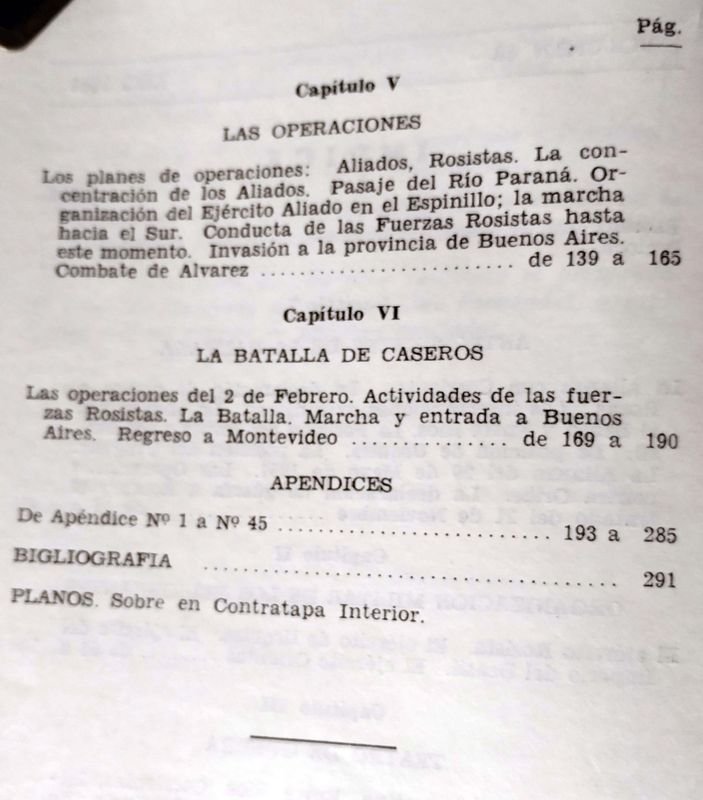 Pág.
Capítulo V
LAS OPERACIONES
Los planes de operaciones: Aliados, Rosistas. La con-
centración de los Aliados. Pasaje del Río Paraná. Or-
ganización del Ejército Aliado en el Espinillo; la marcha
hacia el Sur. Conducta de las Fuerzas Rosistas hasta
este momento. Invasión a la provincia de Buenos Aires.
Combate de Alvarez ........................ de 139 a 165
Capítulo VI
LA BATALLA DE CASEROS
Las operaciones del 2 de Febrero. Actividades de las fuer-
zas Rosistas. La Batalla. Marcha y entrada a Buenos
Aires. Regreso a Montevideo .............. de 169 a 190
APENDICES
De Apéndice Nº 1 a Nº 45 .......................... 193 a 285
BIGLIOGRAFIA ....................................... 291
PLANOS. Sobre en Contratapa Interior.